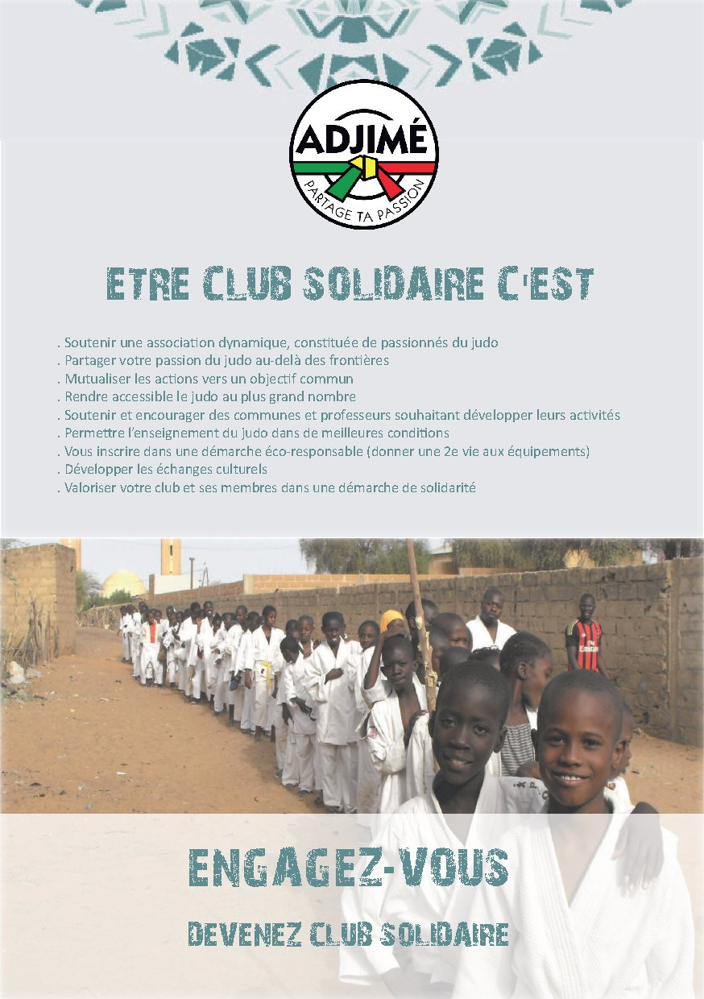 ADJIMÉ
PARTAGE TA PASSION
ETRE CLUB SOLIDAIRE C'EST
. Soutenir une association dynamique, constituée de passionnés du judo
. Partager votre passion du judo au-delà des frontières
. Mutualiser les actions vers un objectif commun
. Rendre accessible le judo au plus grand nombre
. Soutenir et encourager des communes et professeurs souhaitant développer leurs activités
. Permettre l'enseignement du judo dans de meilleures conditions
. Vous inscrire dans une démarche éco-responsable (donner une 2e vie aux équipements)
. Développer les échanges culturels
. Valoriser votre club et ses membres dans une démarche de solidarité
Fly
Emirates
ENGAGEZ-VOUS
DEVENEZ CLUB SOLIDAIRE